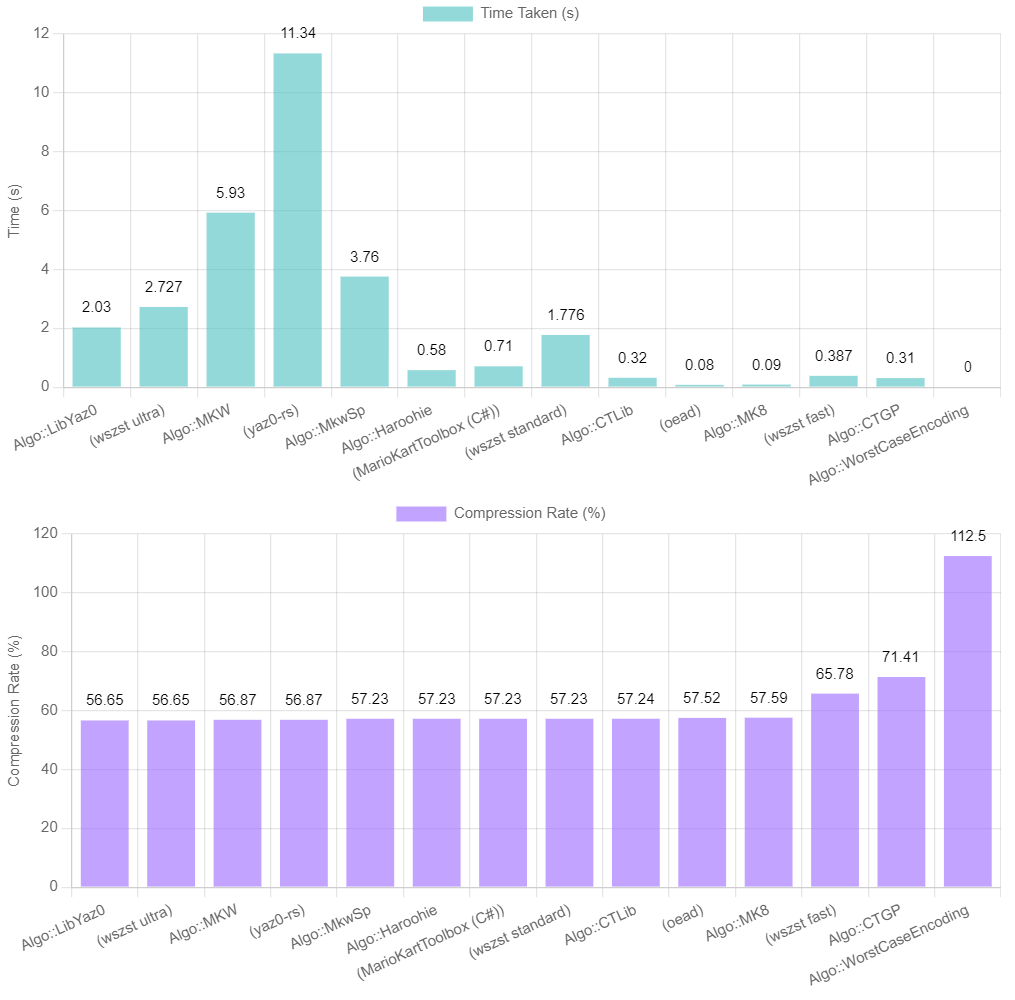 Time Taken (s)
Time (s)
12
10
8
6
4
2
0
2.03
2.727
5.93
11.34
3.76
0.58
0.71
1.776
0.32
0.08
0.09
0.387
0.31
0
Algo::LibYaz0
(wszst ultra)
Algo::MKW
(yaz0-rs)
Algo::MkwSp
Algo::Haroohie
(MarioKartToolbox (C#))
(wszst standard)
Algo::CTLib
(oead)
Algo::MK8
(wszst fast)
Algo::CTGP
Algo::WorstCaseEncoding
Compression Rate (%)
Compression Rate (%)
120
100
80
60
40
20
0
56.65
56.65
56.87
56.87
57.23
57.23
57.23
57.23
57.24
57.52
57.59
65.78
71.41
112.5
Algo::LibYaz0
(wszst ultra)
Algo::MKW
(yaz0-rs)
Algo::MkwSp
Algo::Haroohie
(MarioKartToolbox (C#))
(wszst standard)
Algo::CTLib
(oead)
Algo::MK8
(wszst fast)
Algo::CTGP
Algo::WorstCaseEncoding